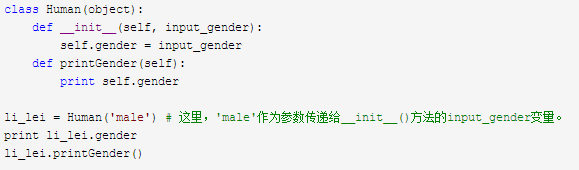 class Human(object):
    def __init__(self, input_gender):
        self.gender = input_gender
    def printGender(self):
        print self.gender

li_lei = Human('male') # 这里，'male'作为参数传递给__init__()方法的input_gender变量。
print li_lei.gender
li_lei.printGender()